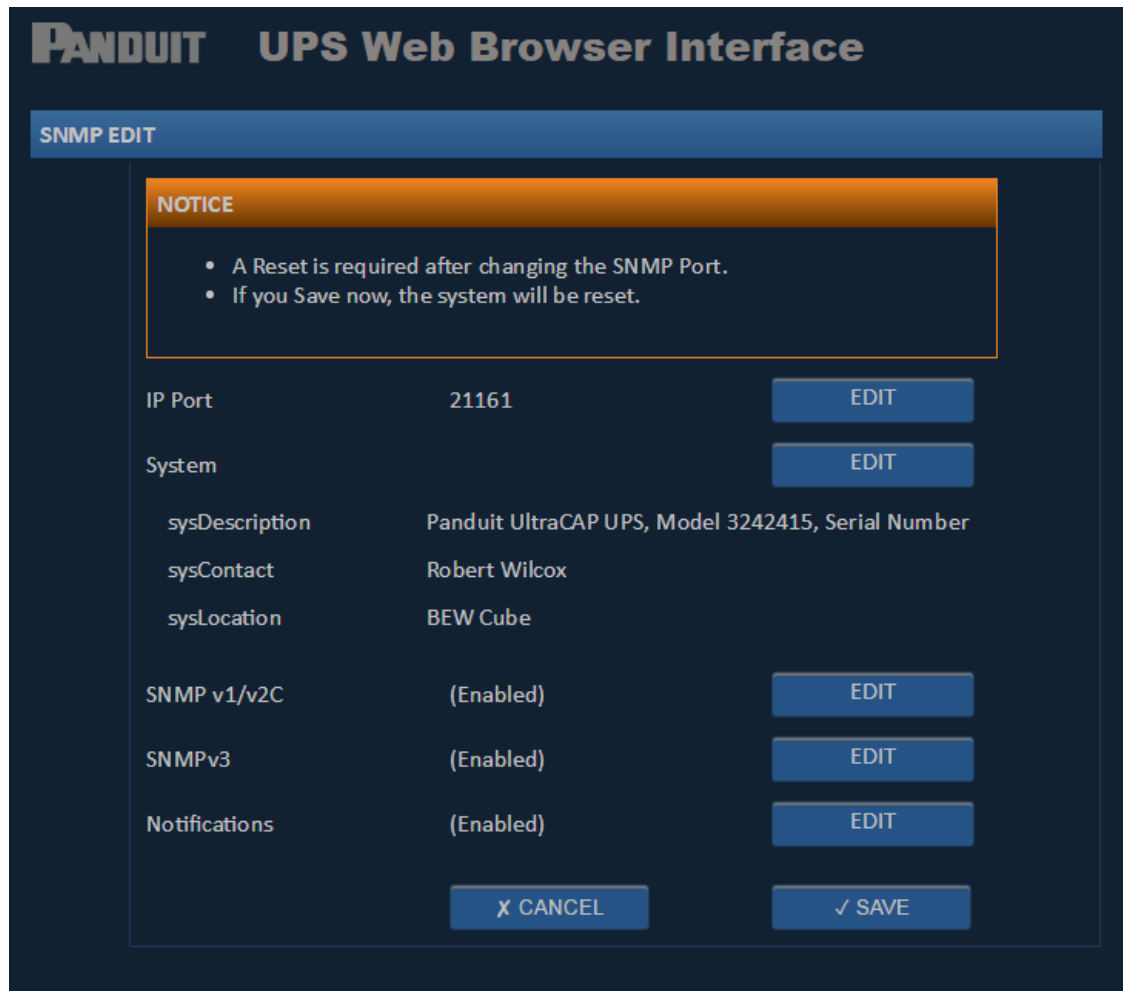 PANDUIT UPS Web Browser Interface
SNMP EDIT
NOTICE
• A Reset is required after changing the SNMP Port.
• If you Save now, the system will be reset.
IP Port 21161 EDIT
System EDIT
sysDescription Panduit UltraCAP UPS, Model 3242415, Serial Number
sysContact Robert Wilcox
sysLocation BEW Cube
SNMP v1/v2C (Enabled) EDIT
SNMPv3 (Enabled) EDIT
Notifications (Enabled) EDIT
✗ CANCEL ✓ SAVE